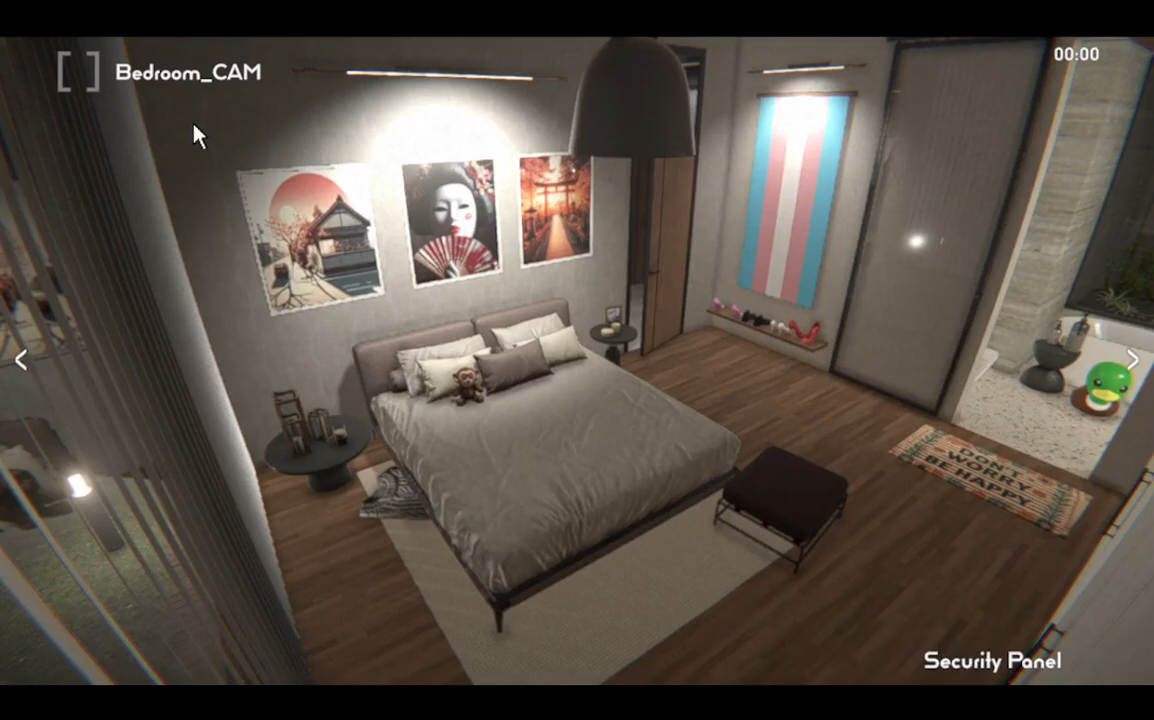 Bedroom_CAM
00:00
DON'T
WORRY
BE HAPPY
Security Panel